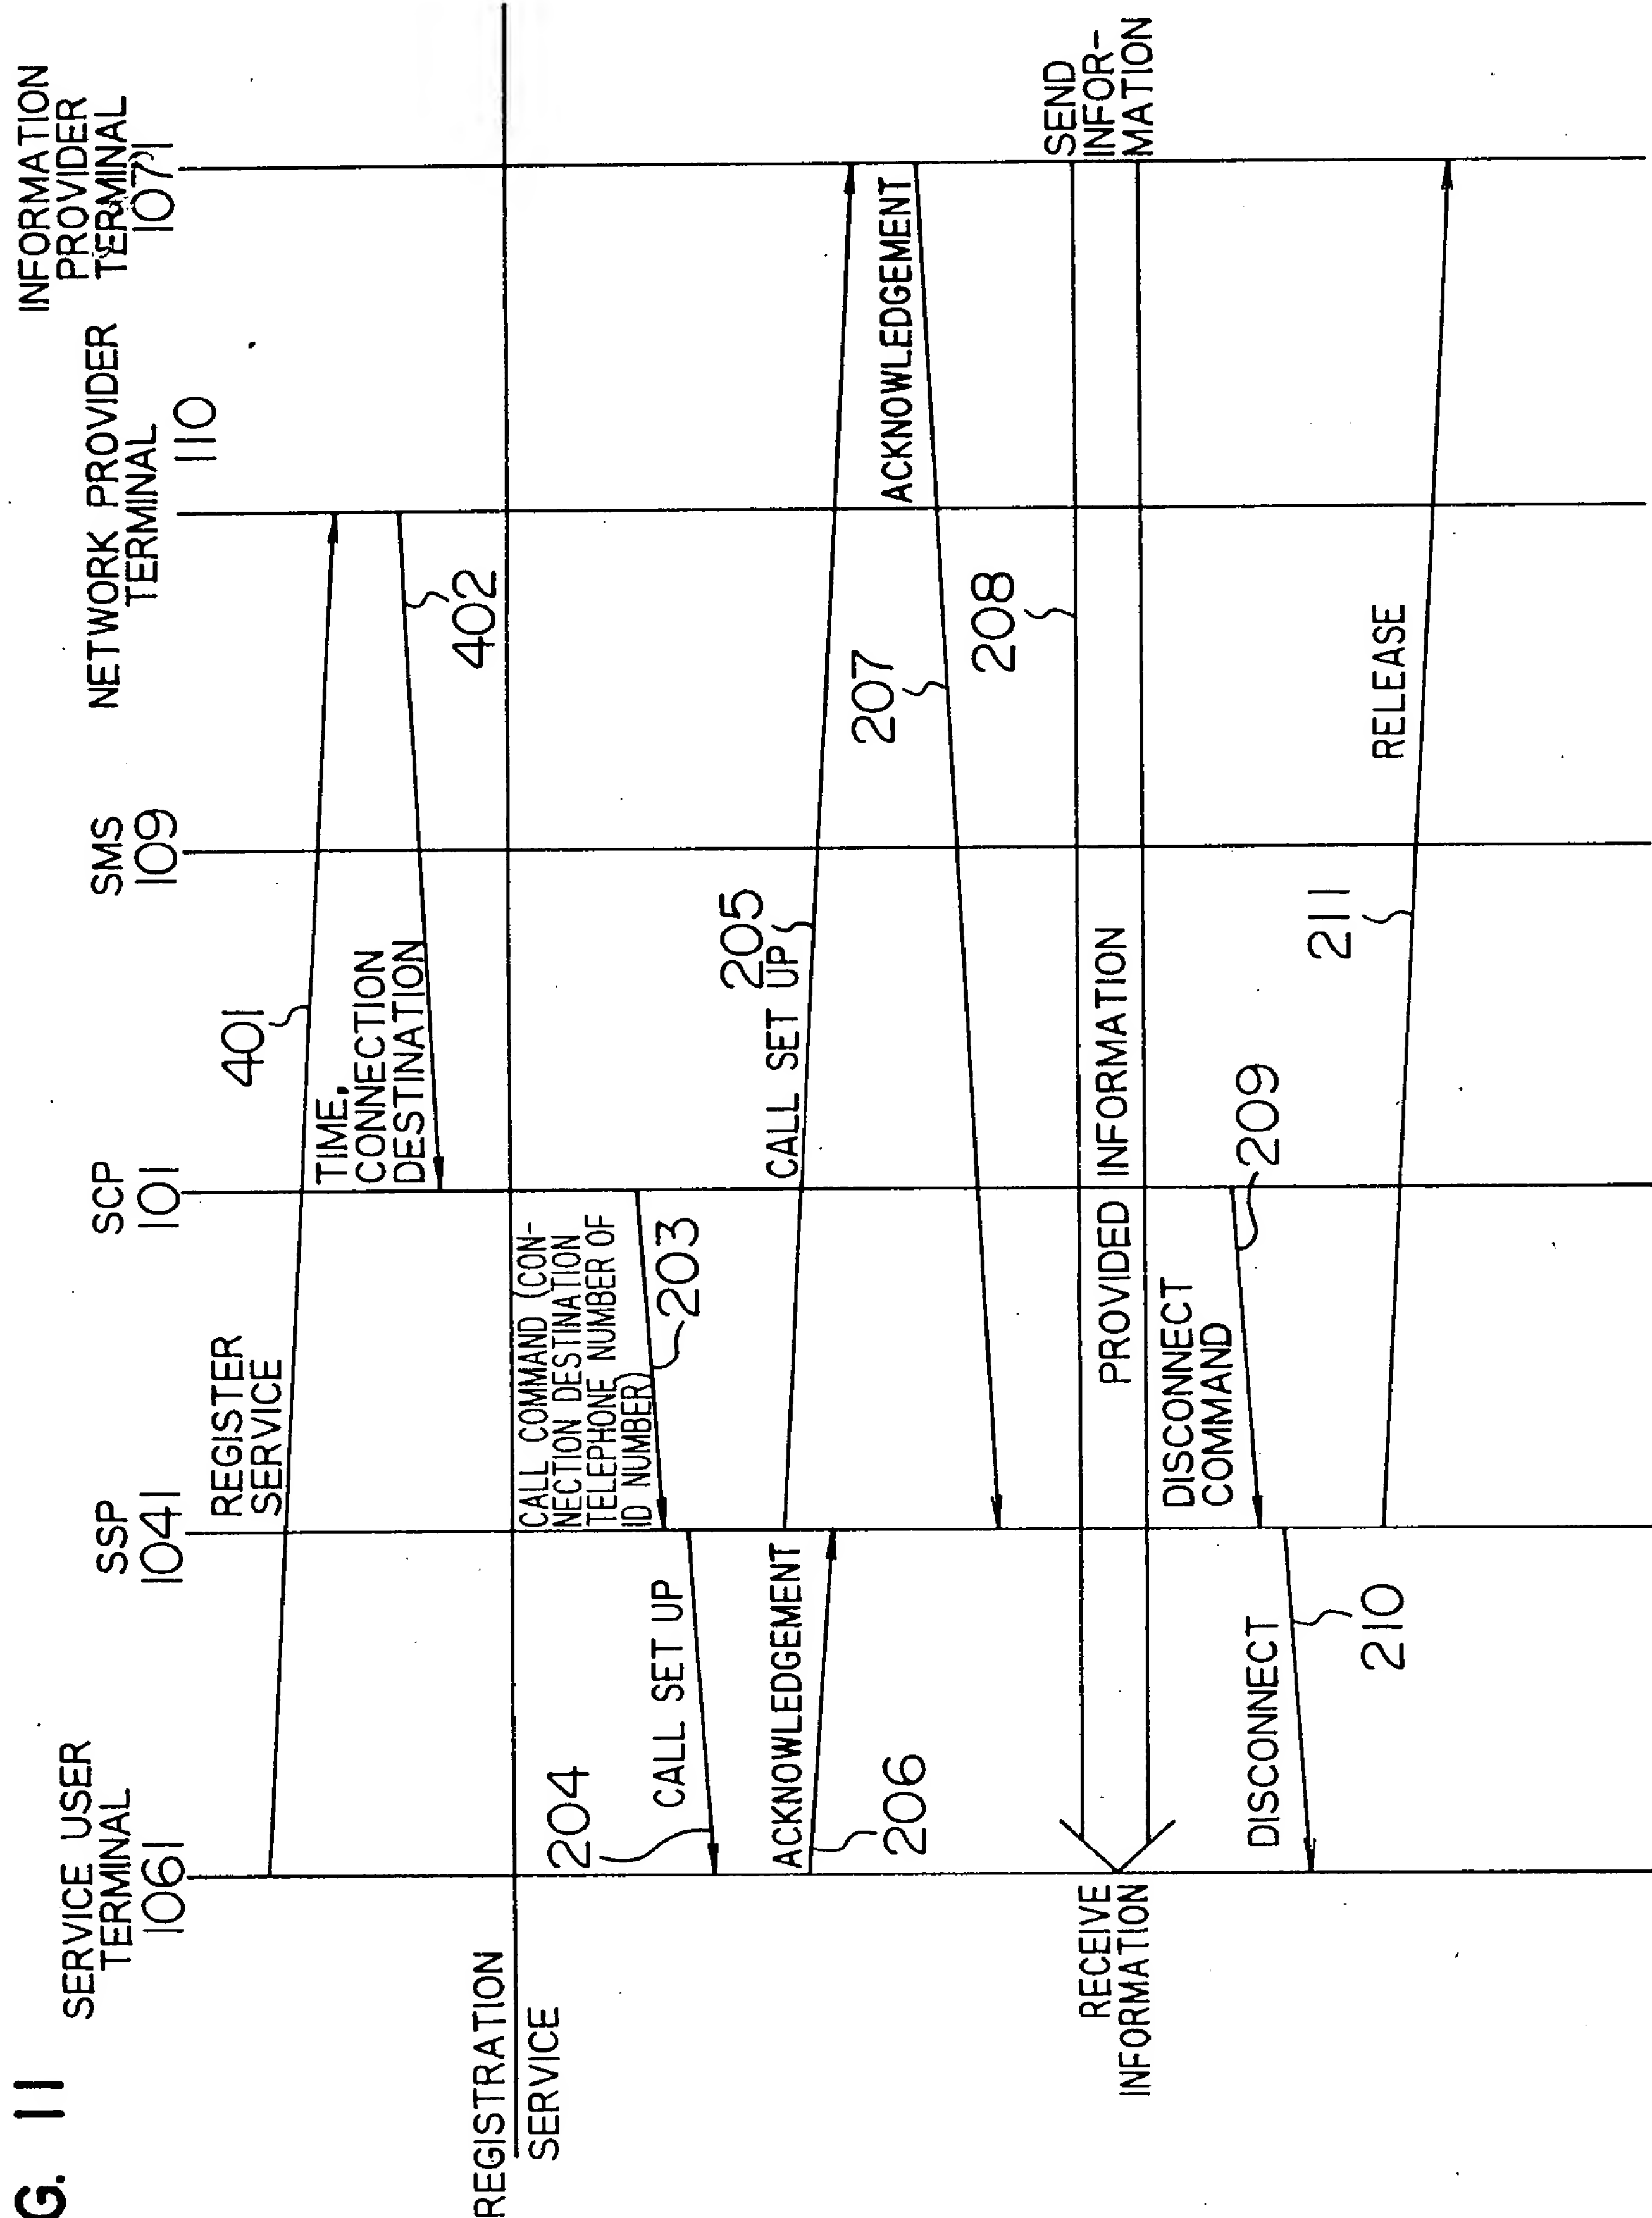 G. 11
SERVICE USER
TERMINAL
1061
SSP
1041
SCP
101
SMS
109
NETWORK PROVIDER
TERMINAL
110
INFORMATION
PROVIDER
TERMINAL
1071
REGISTER
SERVICE
401
TIME,
CONNECTION
DESTINATION
402
REGISTRATION
SERVICE
CALL COMMAND (CON-
NECTION DESTINATION
TELEPHONE NUMBER OF
ID NUMBER)
203
204
CALL SET UP
205
CALL SET UP
ACKNOWLEDGEMENT
206
ACKNOWLEDGEMENT
207
208
SEND
INFOR-
MATION
PROVIDED INFORMATION
RECEIVE
INFORMATION
DISCONNECT
COMMAND
209
DISCONNECT
210
211
RELEASE